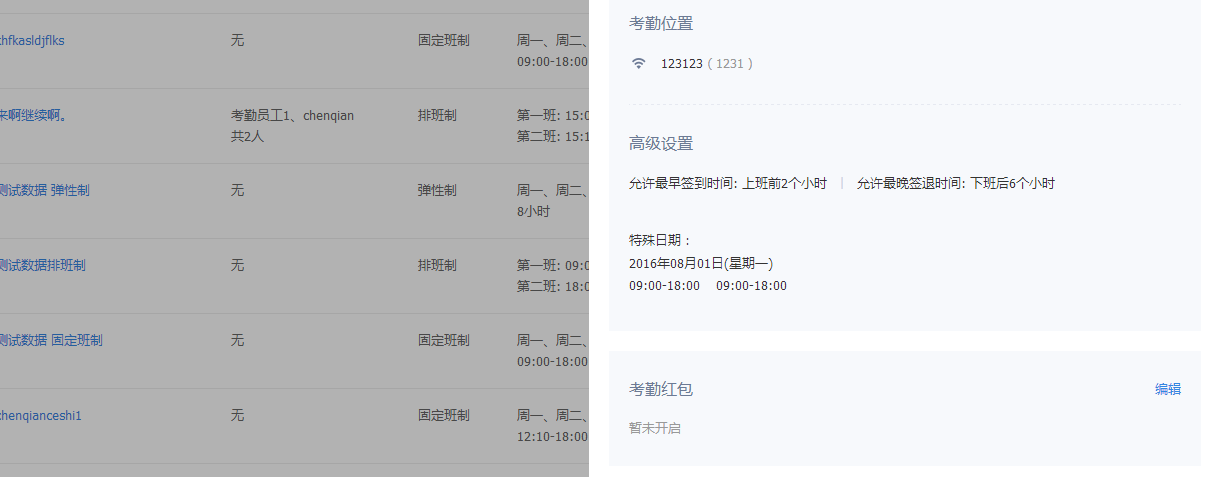 hfkasldjflks
无
固定班制
周一、周二、
09:00-18:00
来啊继续啊。
考勤员工1、chenqian
共2人
排班制
第一班: 15:0
第二班: 15:1
测试数据 弹性制
无
弹性制
周一、周二、
8小时
测试数据排班制
无
排班制
第一班: 09:0
第二班: 18:0
测试数据 固定班制
无
固定班制
周一、周二、
09:00-18:00
chenqianceshi1
无
固定班制
周一、周二、
12:10-18:00
考勤位置
123123 ( 1231 )
高级设置
允许最早签到时间: 上班前2个小时 | 允许最晚签退时间: 下班后6个小时
特殊日期：
2016年08月01日(星期一)
09:00-18:00 09:00-18:00
考勤红包
编辑
暂未开启